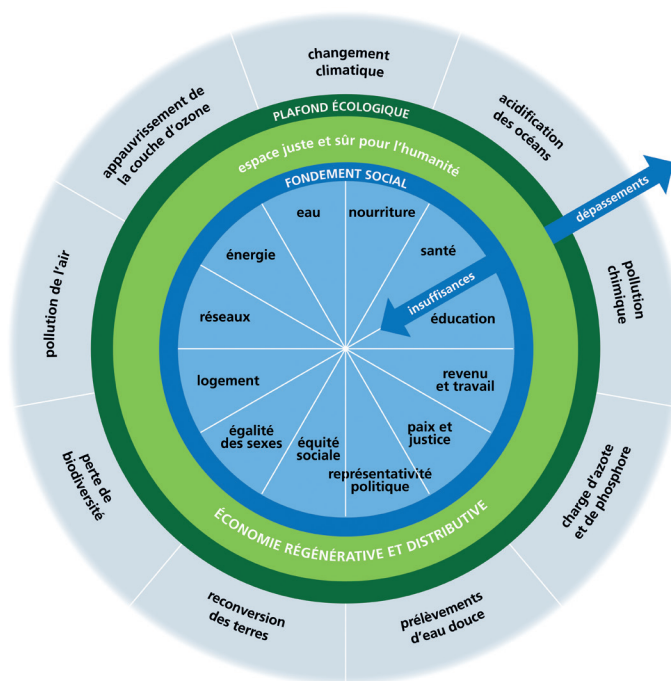 changement
climatique
appauvrissement de
la couche d'ozone
acidification
des océans
PLAFOND ÉCOLOGIQUE
espace juste et sûr pour l'humanité
FONDEMENT SOCIAL
dépassements
eau
nourriture
énergie
santé
insuffisances
pollution de l'air
pollution
chimique
réseaux
éducation
logement
revenu
et travail
égalité
des sexes
équité
sociale
paix et
justice
représentativité
politique
perte de
biodiversité
charge d'azote
et de phosphore
ÉCONOMIE RÉGÉNÉRATIVE ET DISTRIBUTIVE
reconversion
des terres
prélèvements
d'eau douce